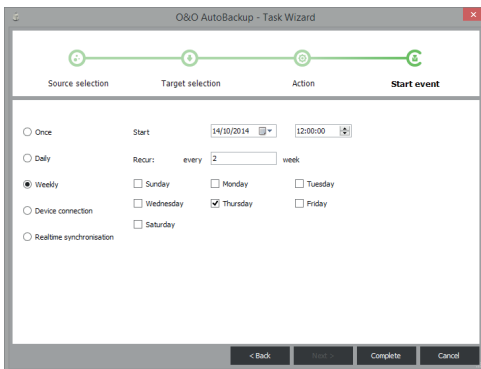 O&O AutoBackup - Task Wizard
Source selection Target selection Action Start event
Once Start 14/10/2014 12:00:00
Daily Recur: every 2 week
Weekly Sunday Monday Tuesday
Wednesday Thursday Friday
Device connection
Saturday
Realtime synchronisation
< Back Next > Complete Cancel